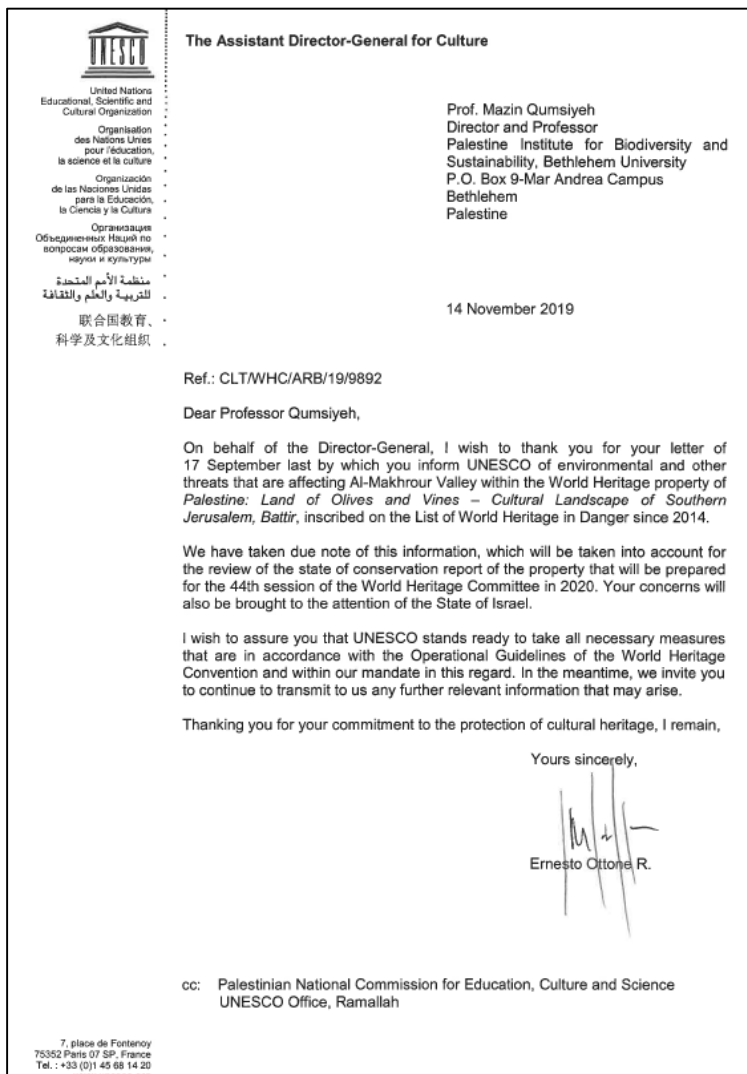 UNESCO
United Nations
Educational, Scientific and
Cultural Organization
Organisation
des Nations Unies
pour l'éducation,
la science et la culture
Organización
de las Naciones Unidas
para la Educación,
la Ciencia y la Cultura
Организация
Объединенных Наций по
вопросам образования,
науки и культуры
منظمة الأمم المتحدة
للتربية والعلم والثقافة
联合国教育、
科学及文化组织
The Assistant Director-General for Culture
Prof. Mazin Qumsiyeh
Director and Professor
Palestine Institute for Biodiversity and
Sustainability, Bethlehem University
P.O. Box 9-Mar Andrea Campus
Bethlehem
Palestine
14 November 2019
Ref.: CLT/WHC/ARB/19/9892
Dear Professor Qumsiyeh,
On behalf of the Director-General, I wish to thank you for your letter of
17 September last by which you inform UNESCO of environmental and other
threats that are affecting Al-Makhrour Valley within the World Heritage property of
Palestine: Land of Olives and Vines – Cultural Landscape of Southern
Jerusalem, Battir, inscribed on the List of World Heritage in Danger since 2014.
We have taken due note of this information, which will be taken into account for
the review of the state of conservation report of the property that will be prepared
for the 44th session of the World Heritage Committee in 2020. Your concerns will
also be brought to the attention of the State of Israel.
I wish to assure you that UNESCO stands ready to take all necessary measures
that are in accordance with the Operational Guidelines of the World Heritage
Convention and within our mandate in this regard. In the meantime, we invite you
to continue to transmit to us any further relevant information that may arise.
Thanking you for your commitment to the protection of cultural heritage, I remain,
Yours sincerely,
Ernesto Ottone R.
cc: Palestinian National Commission for Education, Culture and Science
UNESCO Office, Ramallah
7, place de Fontenoy
75352 Paris 07 SP, France
Tel. : +33 (0)1 45 68 14 20